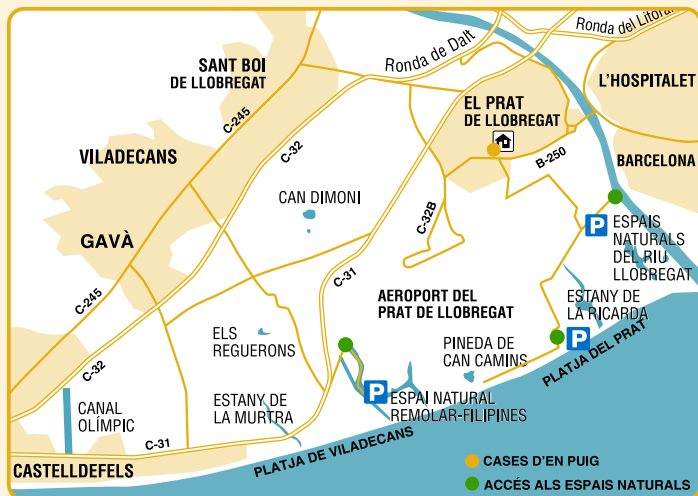 Ronda de Dalt
Ronda del Litoral
SANT BOI
DE LLOBREGAT
L'HOSPITALET
EL PRAT
DE LLOBREGAT
C-245
C-32
B-250
BARCELONA
VILADECANS
CAN DIMONI
C-32B
GAVÀ
P
ESPAIS
NATURALS
DEL RIU
LLOBREGAT
C-31
C-245
AEROPORT DEL
PRAT DE LLOBREGAT
ESTANY DE
LA RICARDA
P
ELS
REGUERONS
PINEDA DE
CAN CAMINS
PLATJA DEL PRAT
C-32
CANAL
OLÍMPIC
ESTANY DE
LA MURTRA
P
ESPAI NATURAL
REMOLAR-FILIPINES
C-31
PLATJA DE VILADECANS
CASTELLDEFELS
CASES D'EN PUIG
ACCÉS ALS ESPAIS NATURALS